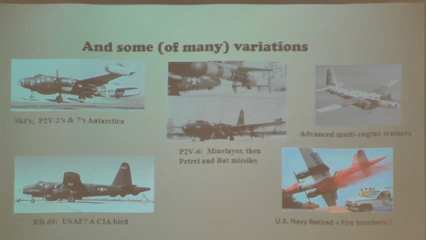 And some (of many) variations
Ski's; P2V-2's & 7's Antarctica
P2V-6: Minelayer, then
Petrel and Bat missiles
Advanced multi-engine trainers
RB-69: USAF? A CIA bird
U.S. Navy Retired = Fire bombers!